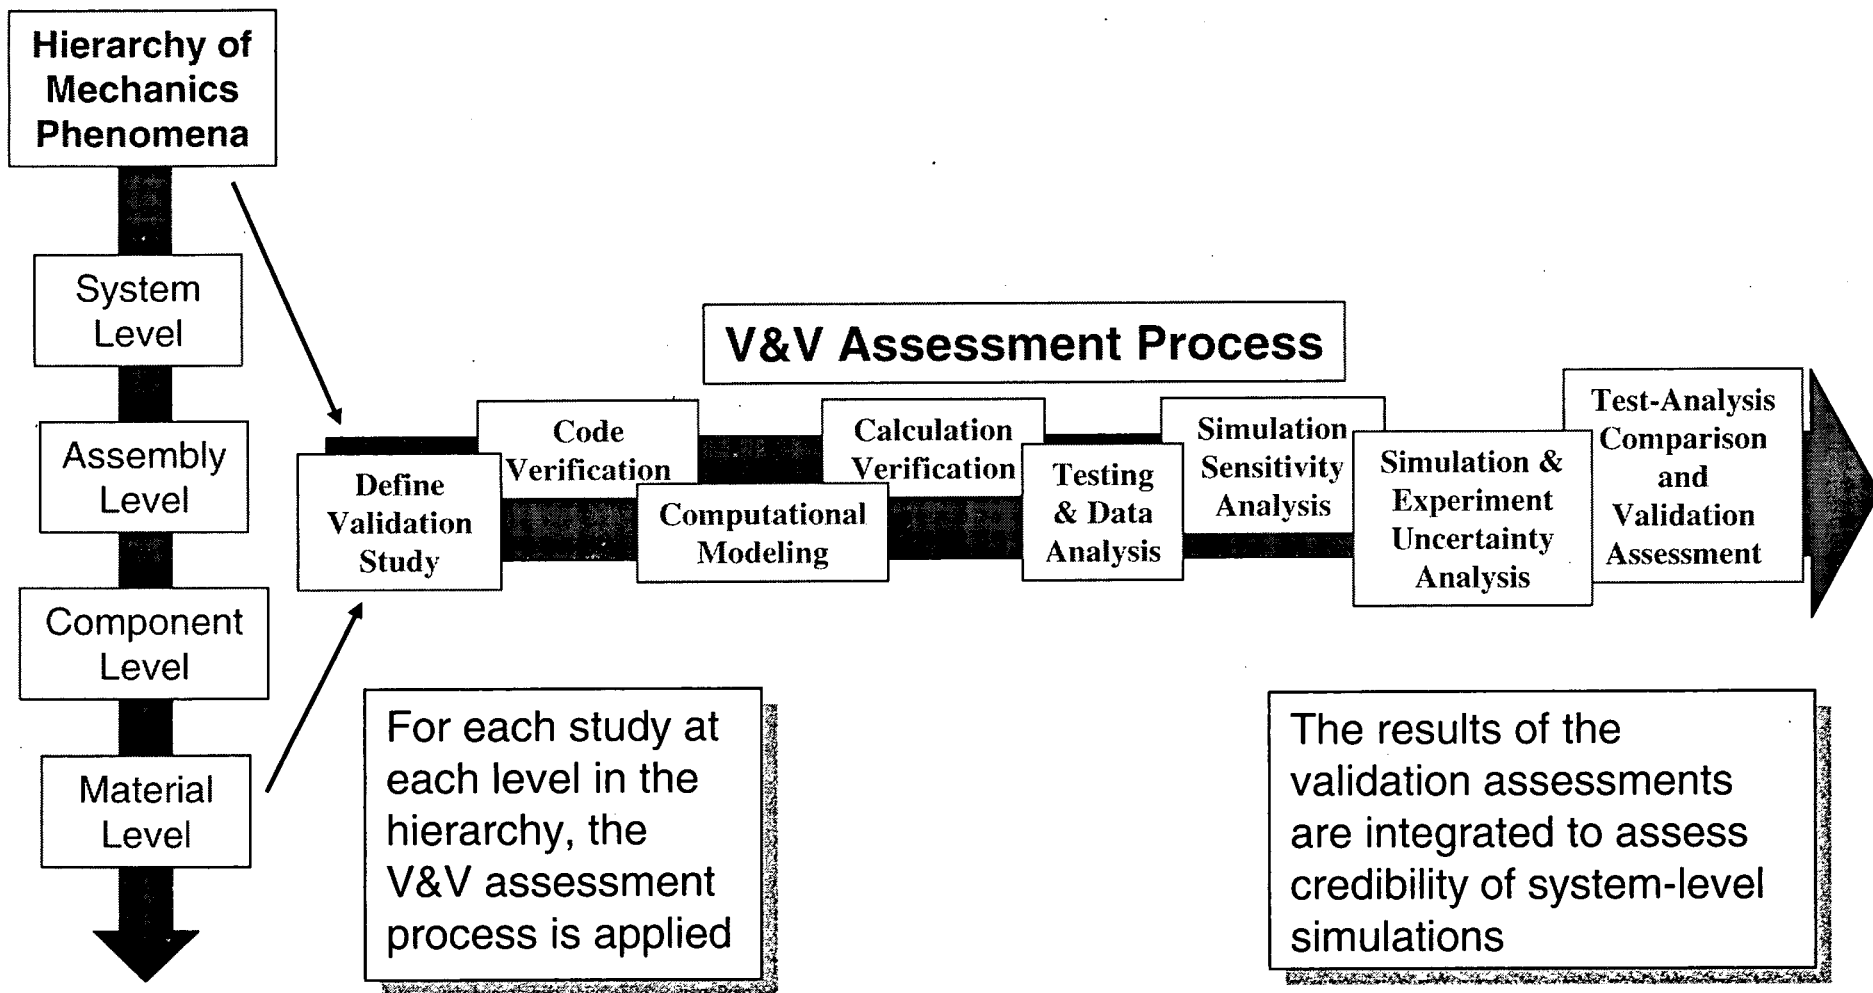 Hierarchy of
Mechanics
Phenomena
System
Level
Assembly
Level
Component
Level
Material
Level
V&V Assessment Process
Define
Validation
Study
Code
Verification
Computational
Modeling
Calculation
Verification
Testing
& Data
Analysis
Simulation
Sensitivity
Analysis
Simulation &
Experiment
Uncertainty
Analysis
Test-Analysis
Comparison
and
Validation
Assessment
For each study at
each level in the
hierarchy, the
V&V assessment
process is applied
The results of the
validation assessments
are integrated to assess
credibility of system-level
simulations